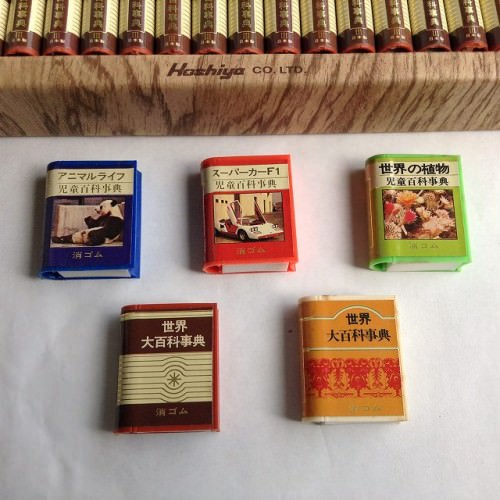 Hoshiya CO. LTD.
アニマルライフ
児童百科事典
消ゴム
スーパーカーF1
児童百科事典
消ゴム
世界の植物
児童百科事典
消ゴム
世界
大百科事典
消ゴム
世界
大百科事典
消ゴム